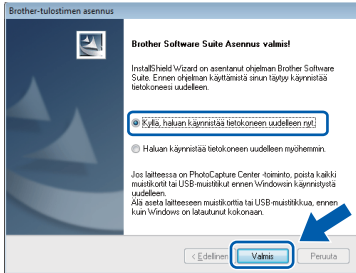 Brother-tulostimen asennus
Brother Software Suite Asennus valmis!
InstallShield Wizard on asentanut ohjelman Brother Software
Suite. Ennen ohjelman käyttämistä sinun täytyy käynnistää
tietokoneesi uudelleen.
Kyllä, haluan käynnistää tietokoneen uudelleen nyt.
Haluan käynnistää tietokoneen uudelleen myöhemmin.
Jos laitteessa on PhotoCapture Center -toiminto, poista kaikki
muistikortit tai USB-muistitikut ennen Windowsin käynnistystä
uudelleen.
Älä aseta laitteeseen muistikorttia tai USB-muistitikkua, ennen
kuin Windows on latautunut kokonaan.
< Edellinen
Valmis
Peruuta